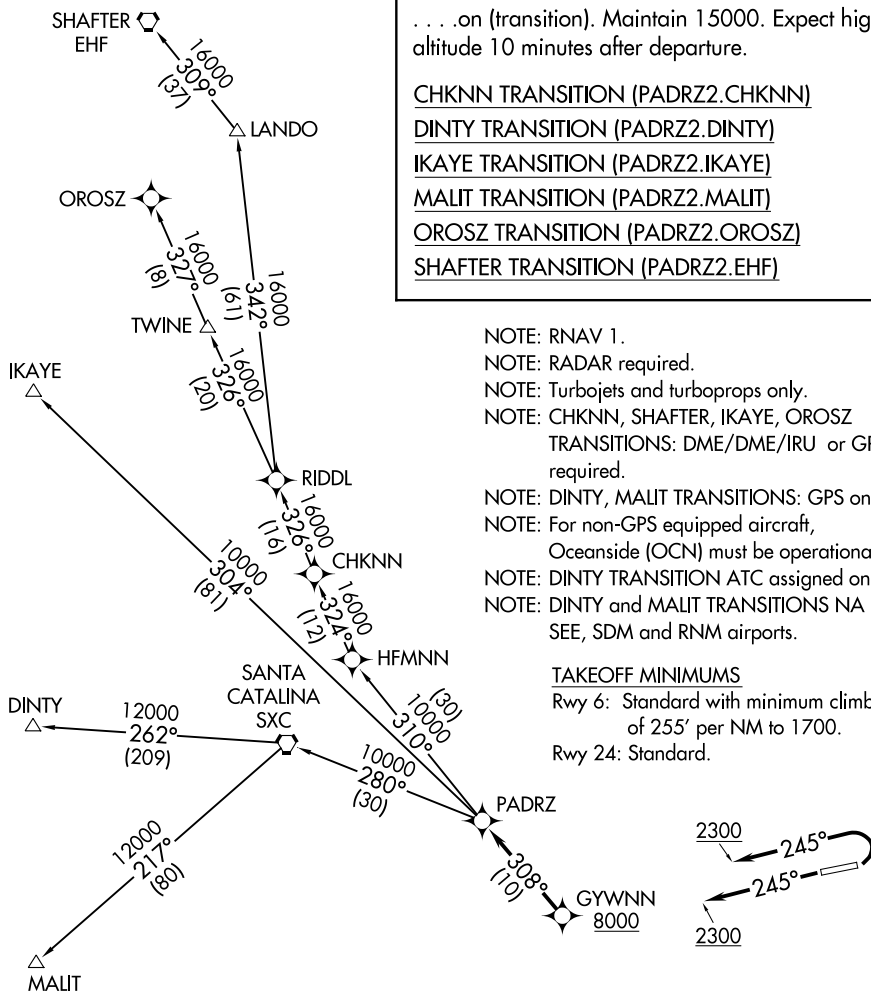 . . . .on (transition). Maintain 15000. Expect hig
altitude 10 minutes after departure.
CHKNN TRANSITION (PADRZ2.CHKNN)
DINTY TRANSITION (PADRZ2.DINTY)
IKAYE TRANSITION (PADRZ2.IKAYE)
MALIT TRANSITION (PADRZ2.MALIT)
OROSZ TRANSITION (PADRZ2.OROSZ)
SHAFTER TRANSITION (PADRZ2.EHF)
SHAFTER
EHF
16000
309°
(37)
LANDO
OROSZ
16000
327°
(8)
16000
342°
(61)
TWINE
16000
326°
(20)
IKAYE
RIDDL
16000
326°
(16)
CHKNN
16000
324°
(12)
HFMNN
10000
304°
(81)
(30)
10000
310°
SANTA
CATALINA
SXC
DINTY
12000
262°
(209)
10000
280°
(30)
PADRZ
12000
217°
(80)
308°
(10)
GYWNN
8000
MALIT
NOTE: RNAV 1.
NOTE: RADAR required.
NOTE: Turbojets and turboprops only.
NOTE: CHKNN, SHAFTER, IKAYE, OROSZ
TRANSITIONS: DME/DME/IRU or GP
required.
NOTE: DINTY, MALIT TRANSITIONS: GPS on
NOTE: For non-GPS equipped aircraft,
Oceanside (OCN) must be operationa
NOTE: DINTY TRANSITION ATC assigned on
NOTE: DINTY and MALIT TRANSITIONS NA
SEE, SDM and RNM airports.
TAKEOFF MINIMUMS
Rwy 6: Standard with minimum climb
of 255' per NM to 1700.
Rwy 24: Standard.
2300
245°
245°
2300